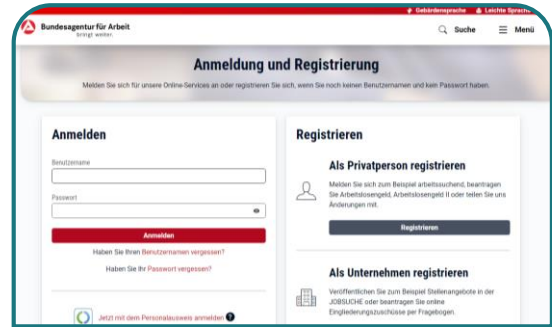 Gebärdensprache Leichte Sprache
Bundesagentur für Arbeit
bringt weiter.
Suche Menü
Anmeldung und Registrierung
Melden Sie sich für unsere Online-Services an oder registrieren Sie sich, wenn Sie noch keinen Benutzernamen und kein Passwort haben.
Anmelden
Benutzername
Passwort
Anmelden
Haben Sie Ihren Benutzernamen vergessen?
Haben Sie Ihr Passwort vergessen?
Jetzt mit dem Personalausweis anmelden ?
Registrieren
Als Privatperson registrieren
Melden Sie sich zum Beispiel arbeitssuchend, beantragen
Sie Arbeitslosengeld, Arbeitslosengeld II oder teilen Sie uns
Änderungen mit.
Registrieren
Als Unternehmen registrieren
Veröffentlichen Sie zum Beispiel Stellenangebote in der
JOBSUCHE oder beantragen Sie online
Eingliederungszuschüsse per Fragebogen.